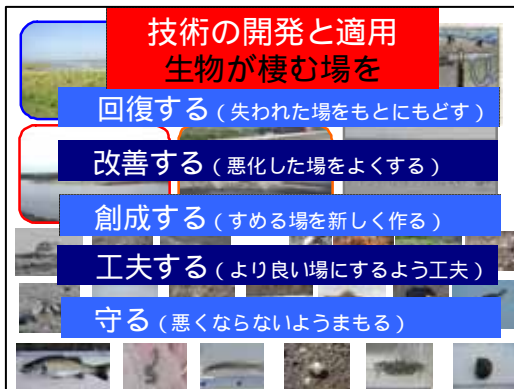 技術の開発と適用
生物が棲む場を
回復する（失われた場をもとにもどす）
改善する（悪化した場をよくする）
創成する（すめる場を新しく作る）
工夫する（より良い場にするよう工夫）
守る（悪くならないようまもる）